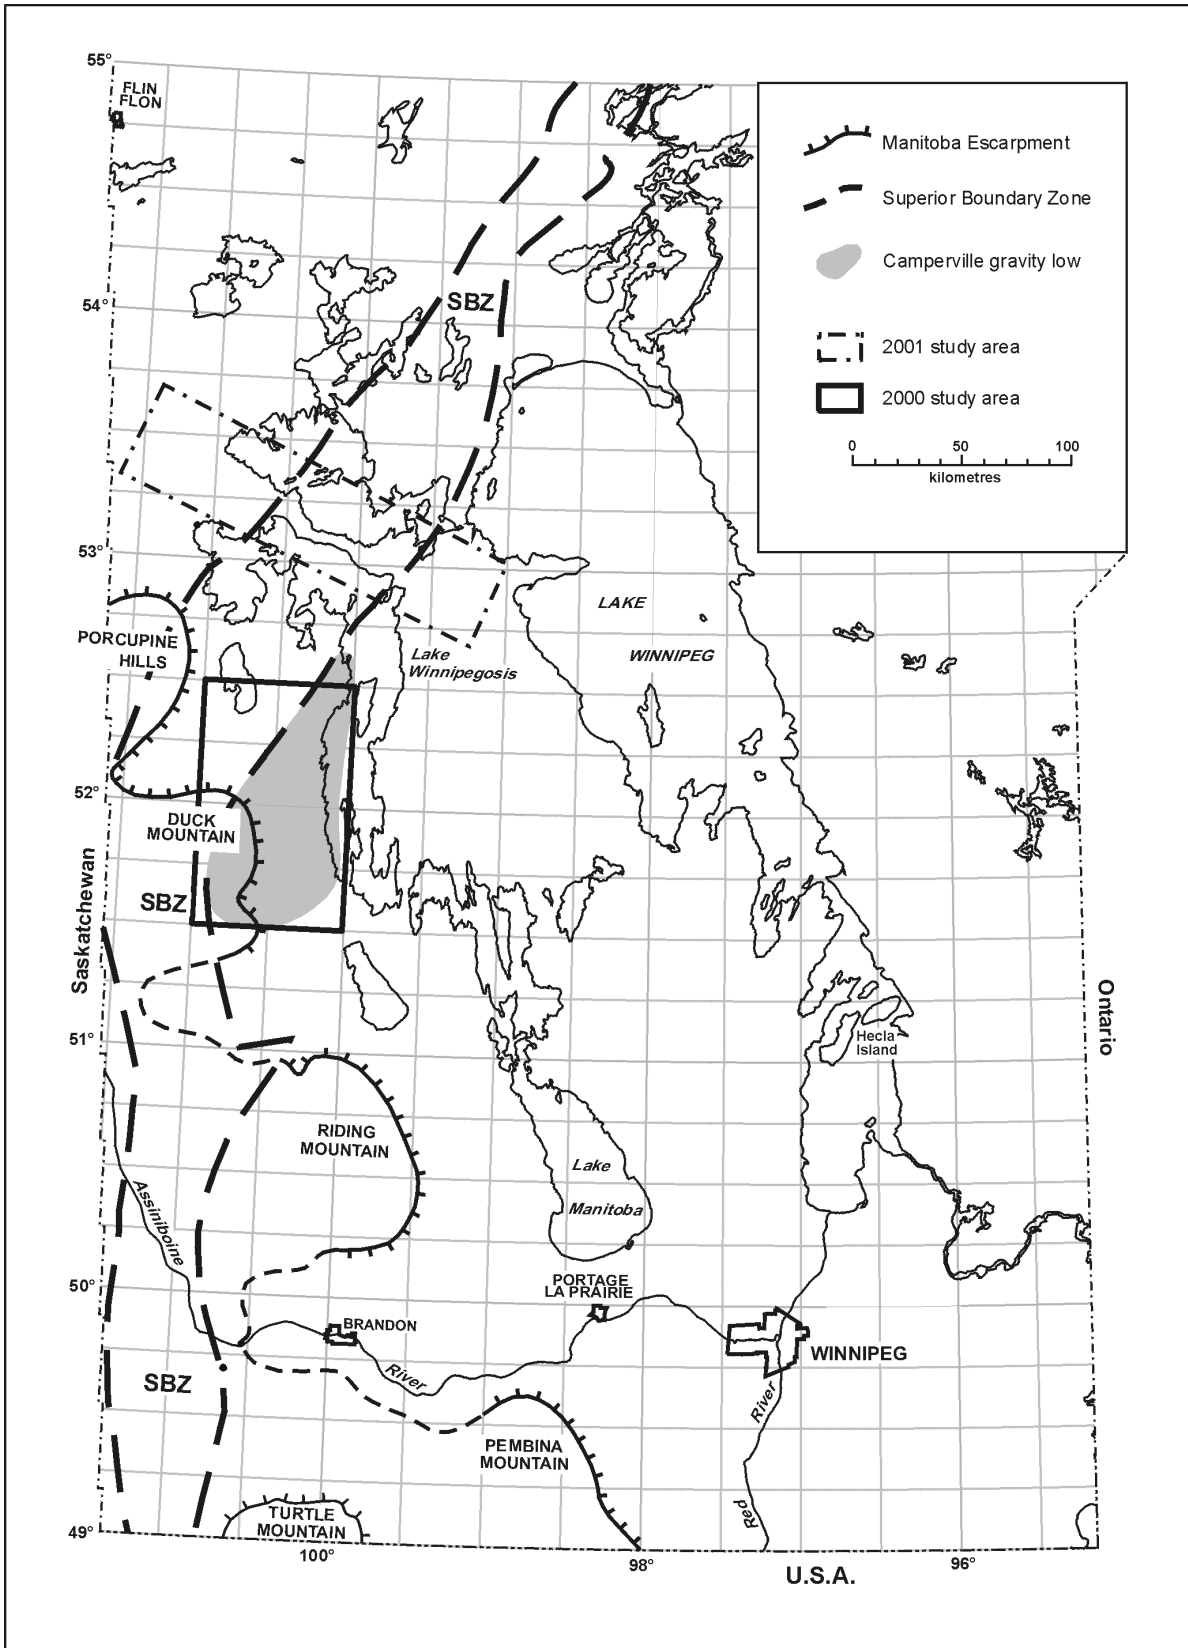 55°
FLIN
FLON
Manitoba Escarpment
Superior Boundary Zone
Camperville gravity low
2001 study area
2000 study area
0 50 100
kilometres
SBZ
54°
53°
LAKE
WINNIPEG
PORCUPINE
HILLS
Lake
Winnipegosis
52°
DUCK
MOUNTAIN
SBZ
Saskatchewan
Ontario
51°
Hecla
Island
RIDING
MOUNTAIN
Lake
Manitoba
Assiniboine
50°
PORTAGE
LA PRAIRIE
BRANDON
WINNIPEG
River
SBZ
River
PEMBINA
MOUNTAIN
Red
TURTLE
MOUNTAIN
49°
100°
98°
96°
U.S.A.